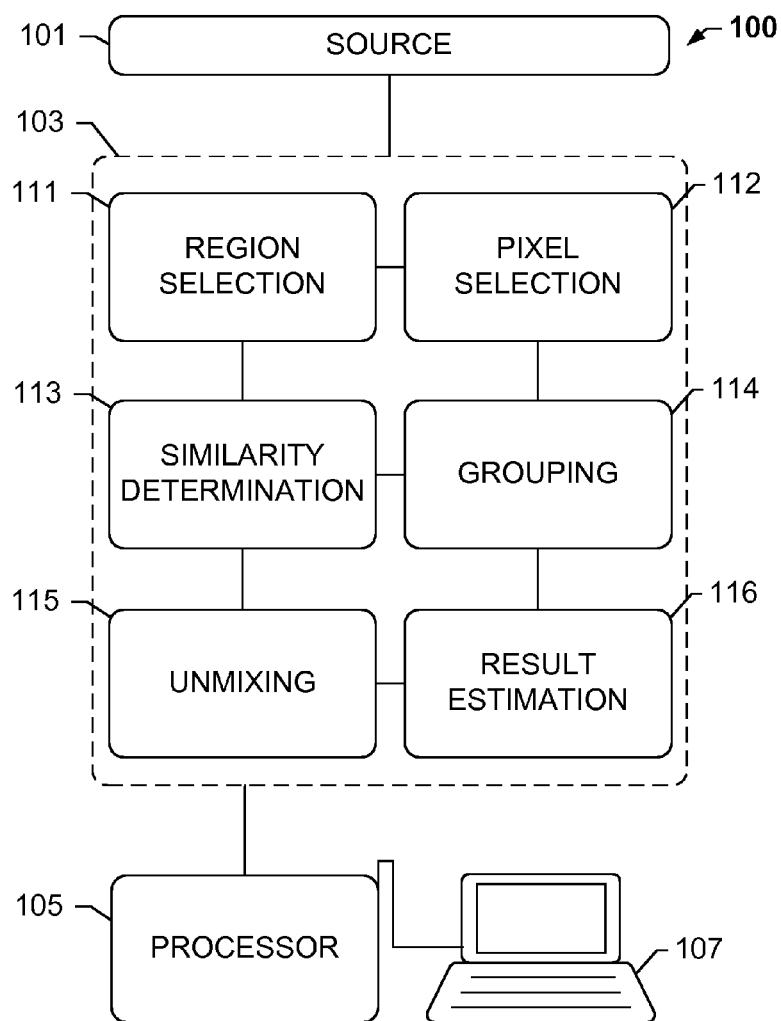 101
SOURCE
100
103
111
REGION
SELECTION
PIXEL
SELECTION
112
113
SIMILARITY
DETERMINATION
GROUPING
114
115
UNMIXING
RESULT
ESTIMATION
116
105
PROCESSOR
107